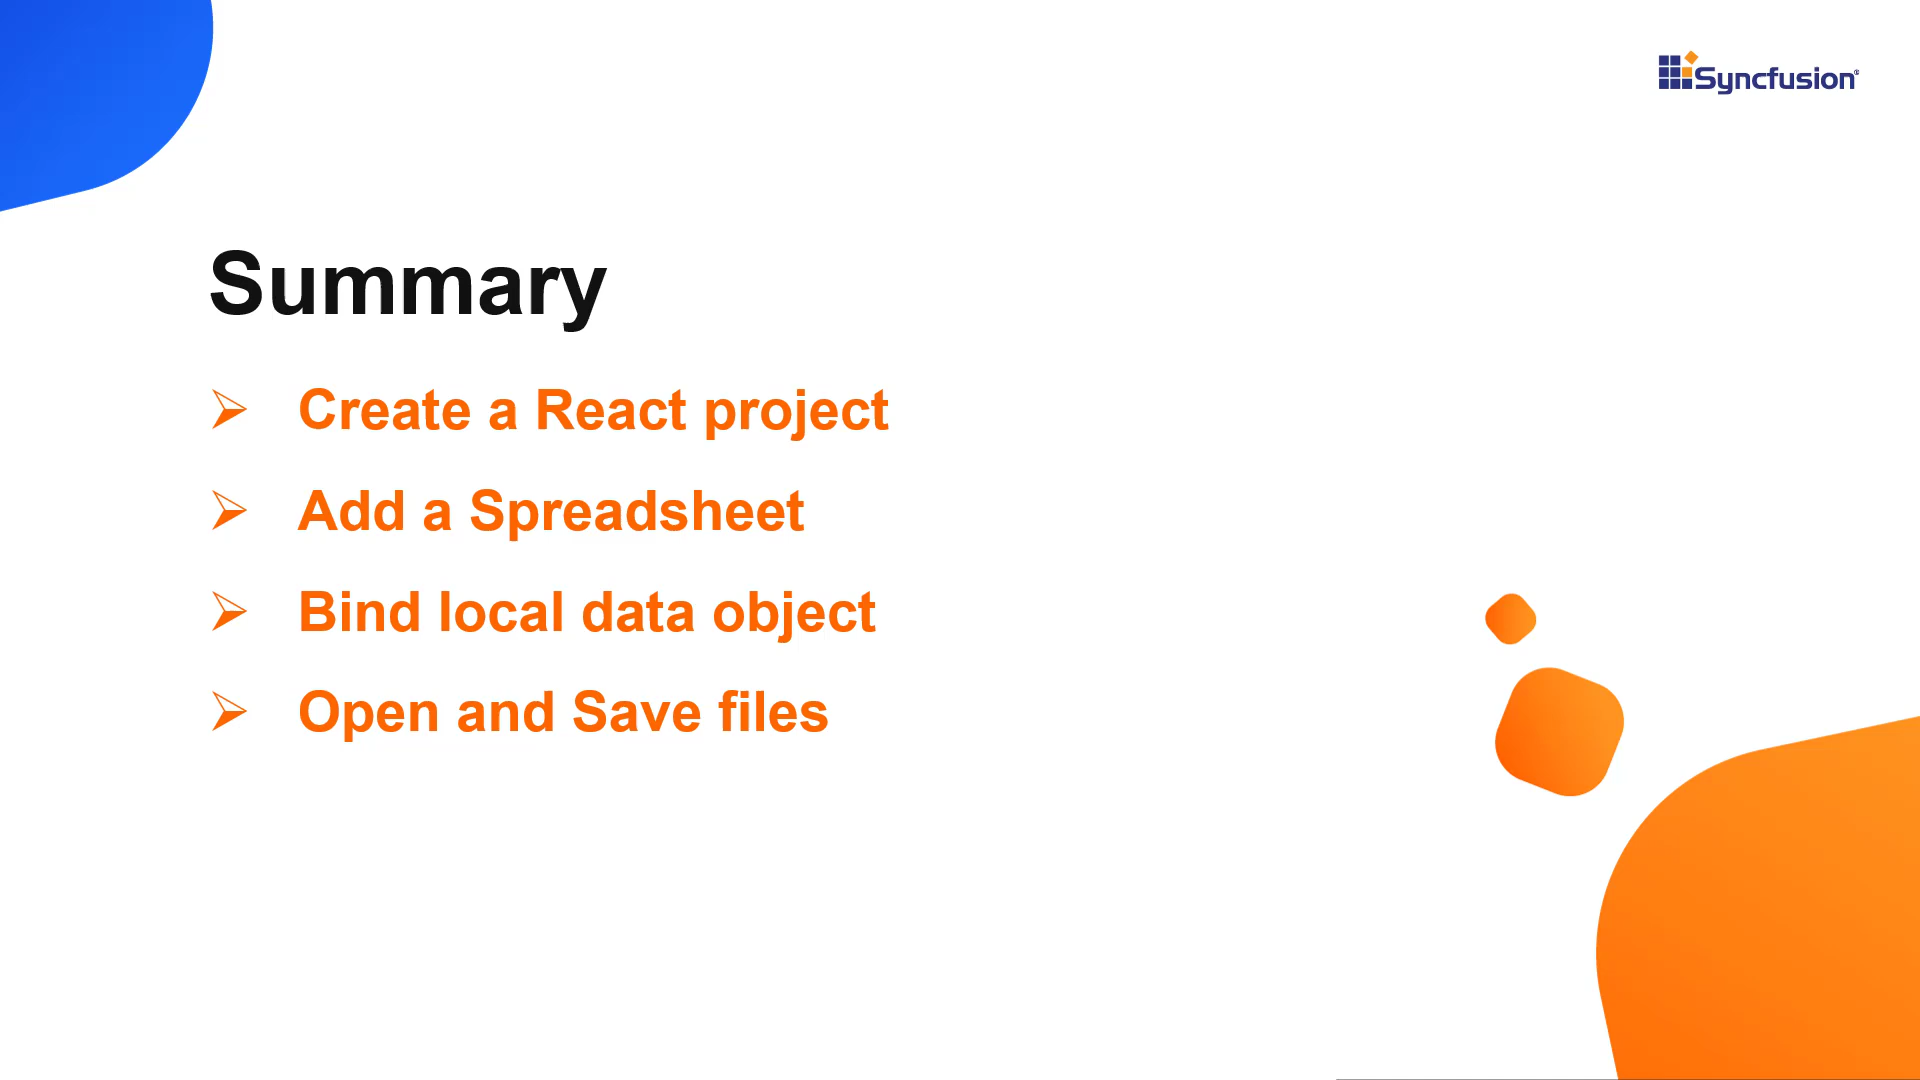 Syncfusion®
Summary
➢ Create a React project
➢ Add a Spreadsheet
➢ Bind local data object
➢ Open and Save files